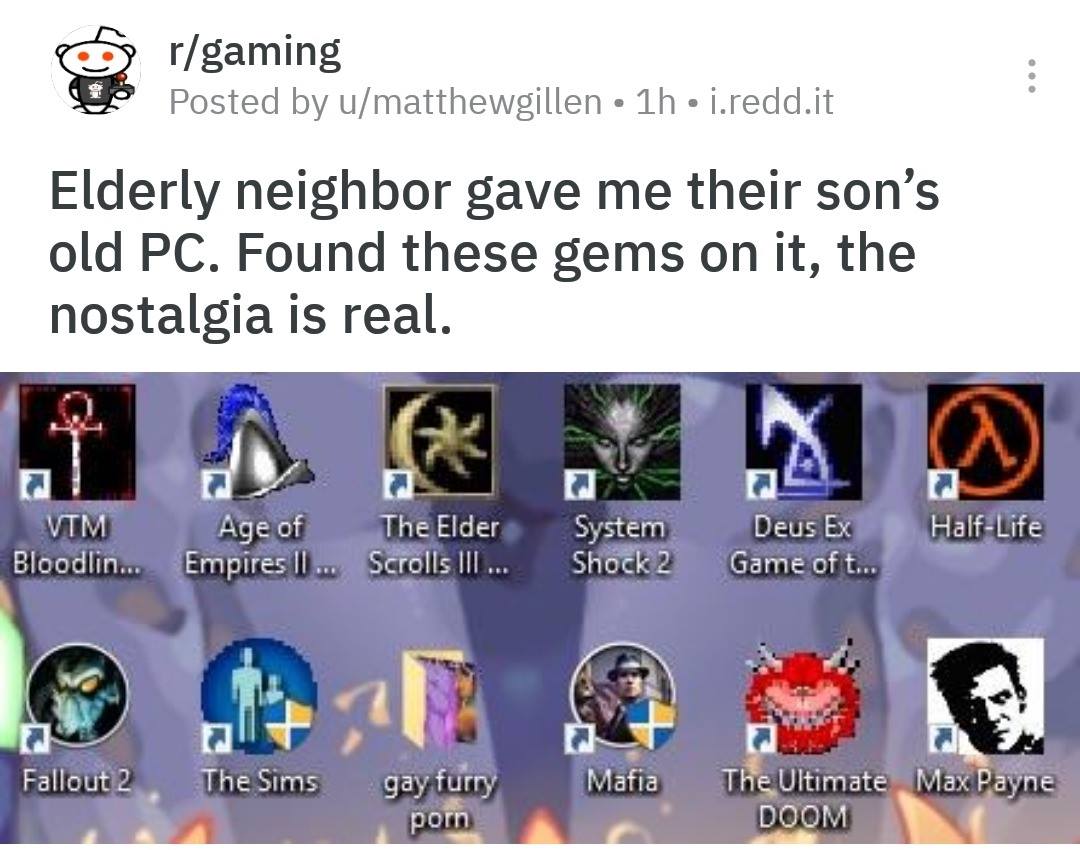 r/gaming
Posted by u/matthewgillen • 1h • i.redd.it
Elderly neighbor gave me their son’s
old PC. Found these gems on it, the
nostalgia is real.
VTM
Bloodlin...
Age of
Empires II ...
The Elder
Scrolls III ...
System
Shock 2
Deus Ex
Game of t...
Half-Life
Fallout 2
The Sims
gay furry
porn
Mafia
The Ultimate
DOOM
Max Payne